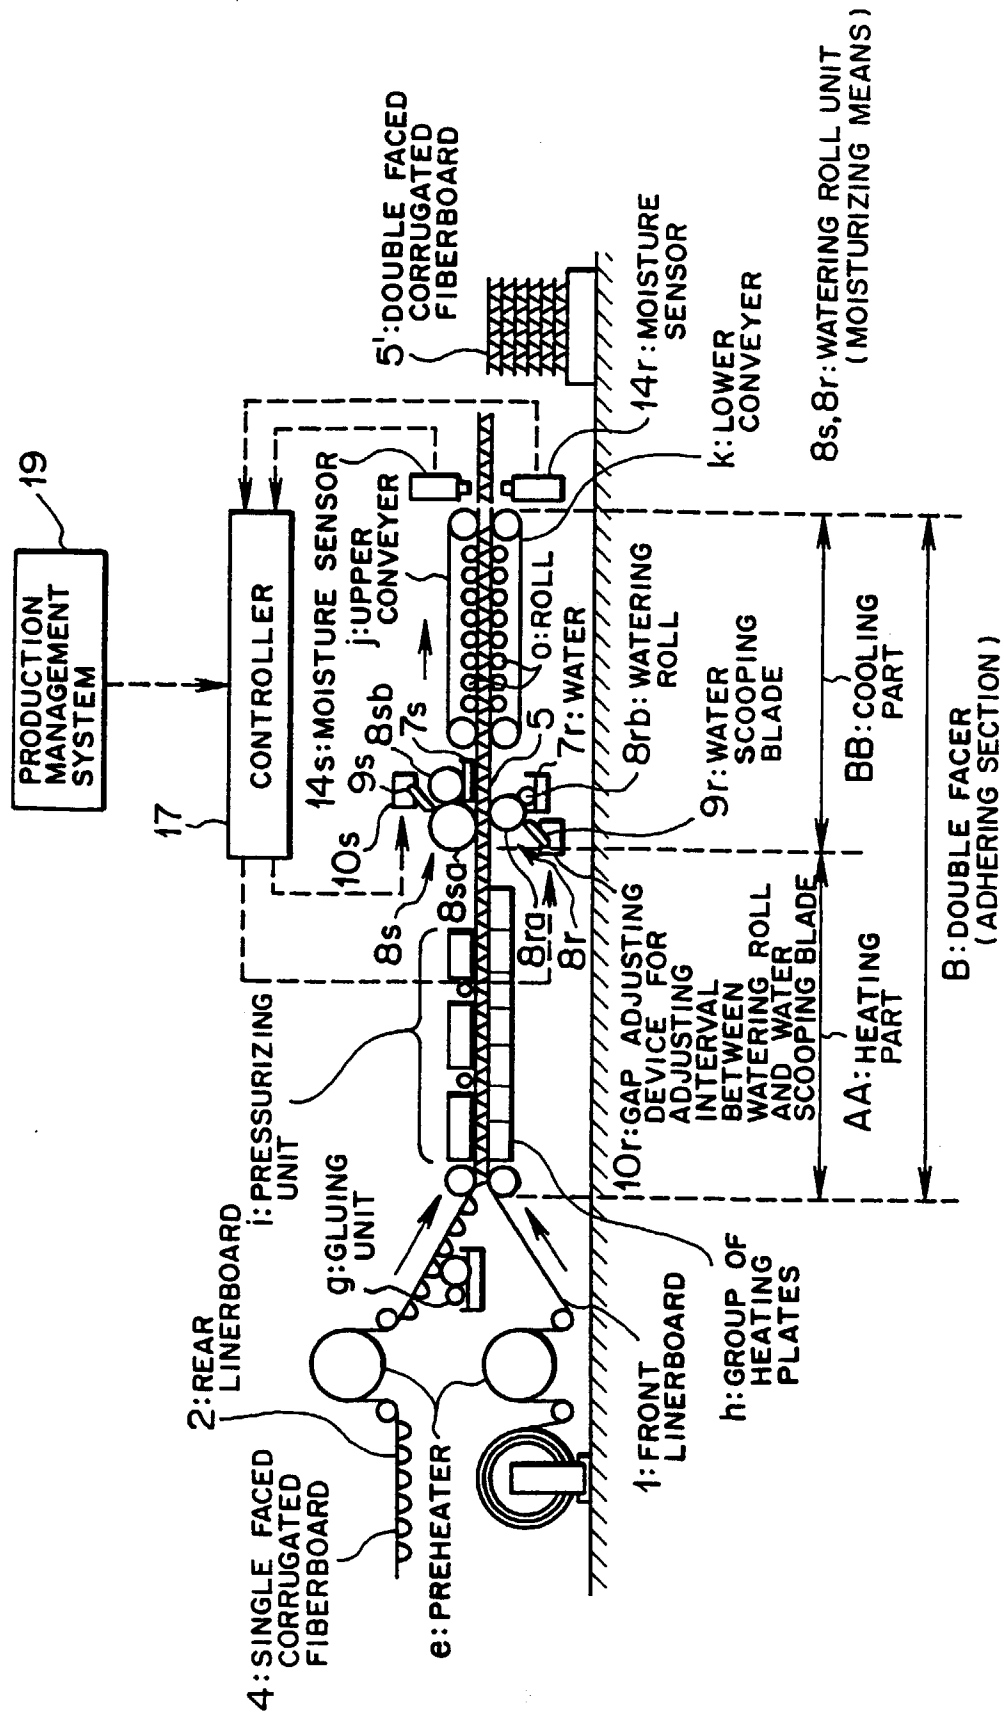 19
PRODUCTION
MANAGEMENT
SYSTEM
17
CONTROLLER
4:SINGLE FACED
CORRUGATED
FIBERBOARD
2:REAR
LINERBOARD
i:PRESSURIZING
UNIT
g:GLUING
UNIT
e:PREHEATER
10s
9s
8s
8sa
8sb
7s
14s:MOISTURE SENSOR
j:UPPER
CONVEYER
5':DOUBLE FACED
CORRUGATED
FIBERBOARD
o:ROLL
5
7r:WATER
8rb:WATERING
ROLL
9r:WATER
SCOOPING
BLADE
8ra
8r
14r:MOISTURE
SENSOR
k:LOWER
CONVEYER
1:FRONT
LINERBOARD
h:GROUP OF
HEATING
PLATES
10r:GAP ADJUSTING
DEVICE FOR
ADJUSTING
INTERVAL
BETWEEN
WATERING ROLL
AND WATER
SCOOPING BLADE
AA:HEATING
PART
BB:COOLING
PART
B:DOUBLE FACER
(ADHERING SECTION)
8s,8r:WATERING ROLL UNIT
(MOISTURIZING MEANS)